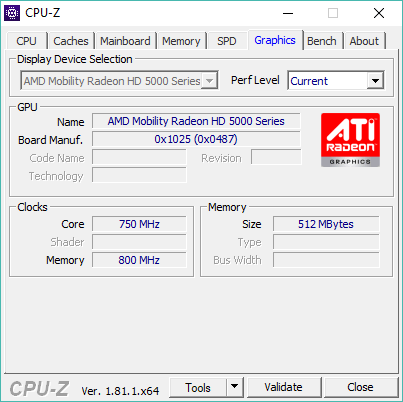 CPU-Z
CPU Caches Mainboard Memory SPD Graphics Bench About
Display Device Selection
AMD Mobility Radeon HD 5000 Series Perf Level Current
GPU
Name AMD Mobility Radeon HD 5000 Series
Board Manuf. 0x1025 (0x0487)
Code Name Revision
Technology
ATI
RADEON
GRAPHICS
Clocks Memory
Core 750 MHz Size 512 MBytes
Shader Type
Memory 800 MHz Bus Width
CPU-Z Ver. 1.81.1.x64 Tools Validate Close